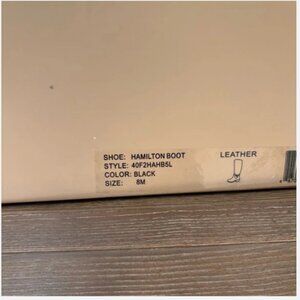 SHOE: HAMILTON BOOT LEATHER
STYLE: 40F2HAHB5L
COLOR: BLACK
SIZE: 8M